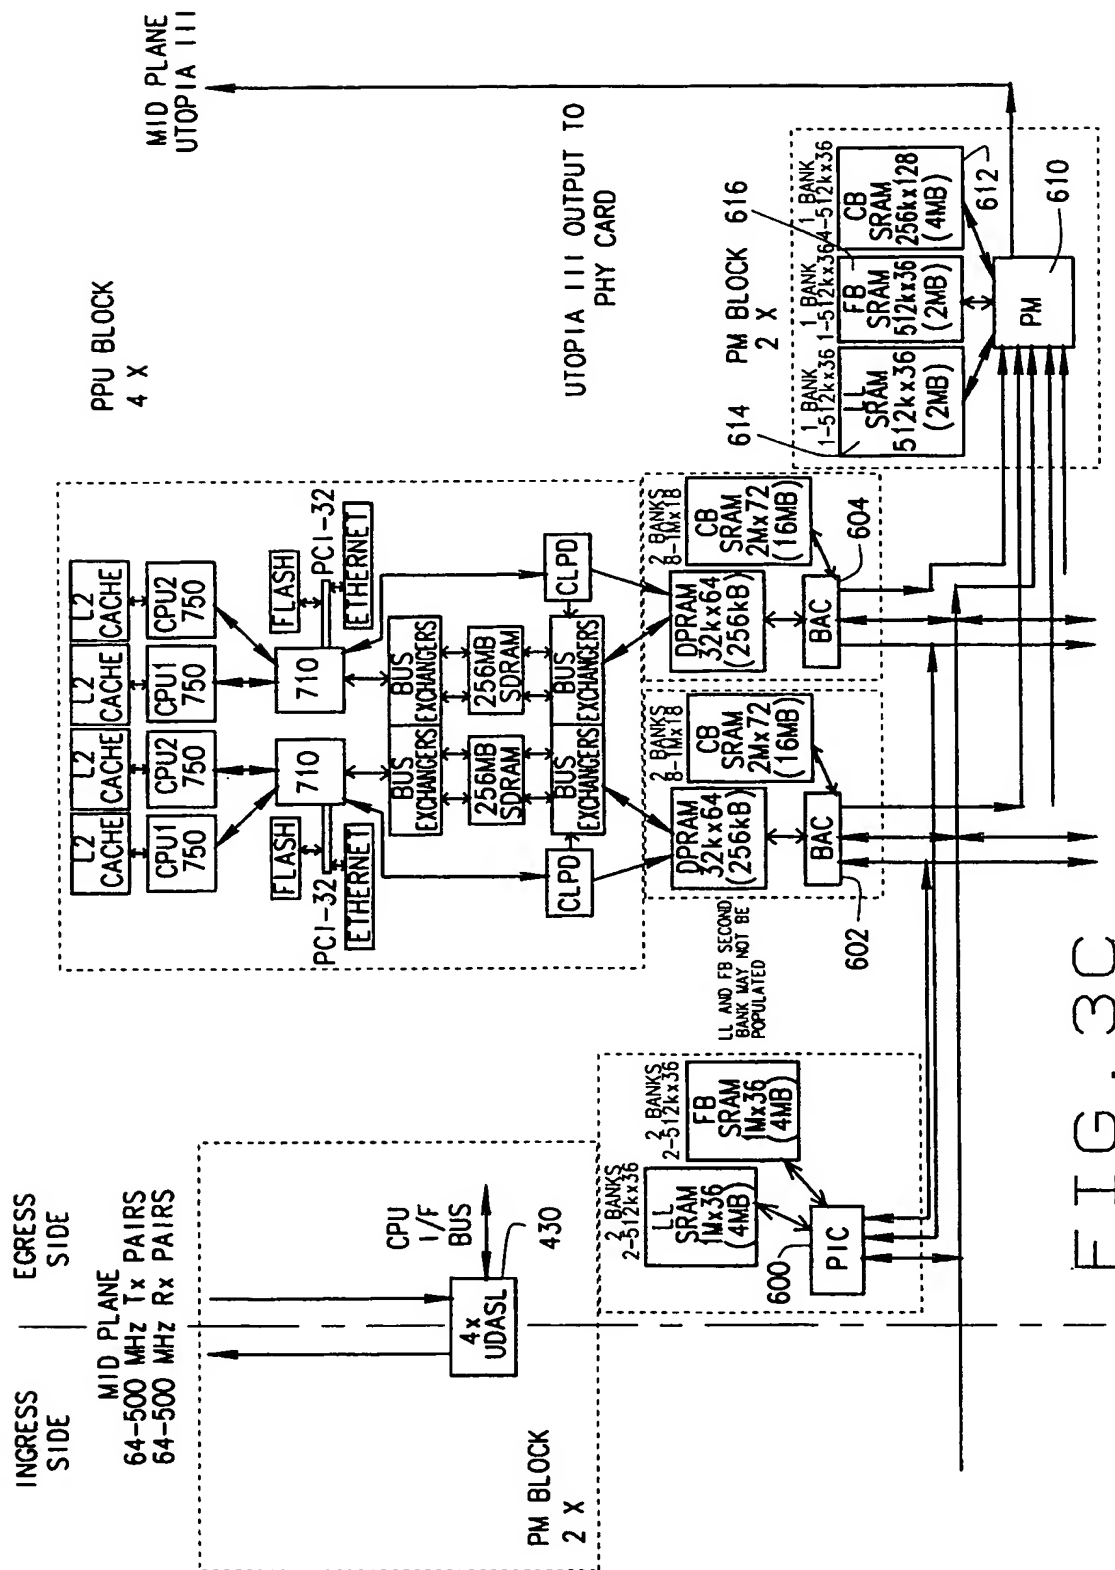 INGRESS
SIDE
EGRESS
SIDE
MID PLANE
64-500 MHz Tx PAIRS
64-500 MHz Rx PAIRS
PM BLOCK
2 X
4x
UDASL
CPU
I/F
BUS
430
PPU BLOCK
4 X
MID PLANE
UTOPIA III
L2
CACHE
L2
CACHE
L2
CACHE
L2
CACHE
CPU1
750
CPU2
750
CPU1
750
CPU2
750
710
710
FLASH
PCI-32
ETHERNET
FLASH
PCI-32
ETHERNET
BUS
EXCHANGERS
BUS
EXCHANGERS
256MB
SDRAM
256MB
SDRAM
CLPD
BUS
EXCHANGERS
BUS
EXCHANGERS
CLPD
UTOPIA III OUTPUT TO
PHY CARD
2 BANKS
2-512kx36
LL
SRAM
1Mx36
(4MB)
2 BANKS
2-512kx36
FB
SRAM
1Mx36
(4MB)
600
PIC
LL AND FB SECOND
BANK MAY NOT BE
POPULATED
DPRAM
32kx64
(256kB)
2 BANKS
8-1Mx18
CB
SRAM
2Mx72
(16MB)
BAC
602
DPRAM
32kx64
(256kB)
2 BANKS
8-1Mx18
CB
SRAM
2Mx72
(16MB)
BAC
604
PM BLOCK
2 X
614
616
1 BANK
1-512kx36
LL
SRAM
512kx36
(2MB)
1 BANK
1-512kx36
FB
SRAM
512kx36
(2MB)
1 BANK
4-512kx36
CB
SRAM
256kx128
(4MB)
612
PM
610
FIG. 3C